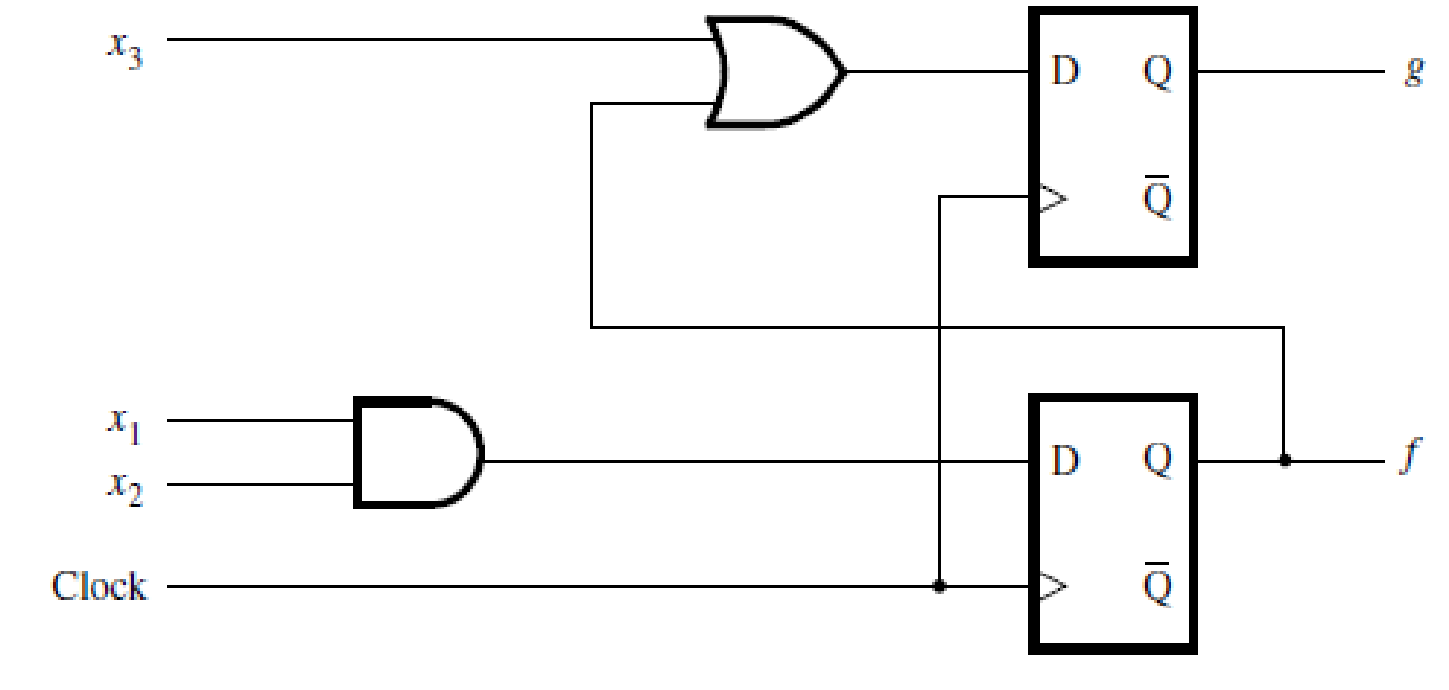 x₃ D Q g
Q̅
x₁
x₂ D Q f
Clock Q̅